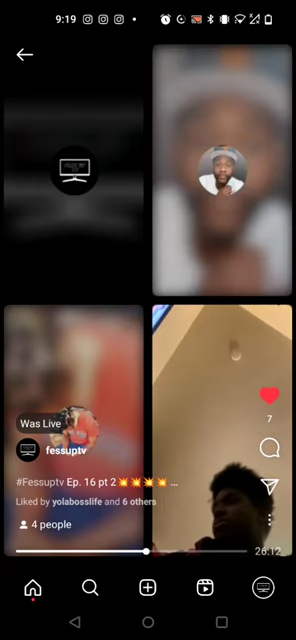 9:19
Was Live
fessuptv
#Fessuptv Ep. 16 pt 2💥💥💥💥 ...
Liked by yolabosslife and 6 others
4 people
7
26:12